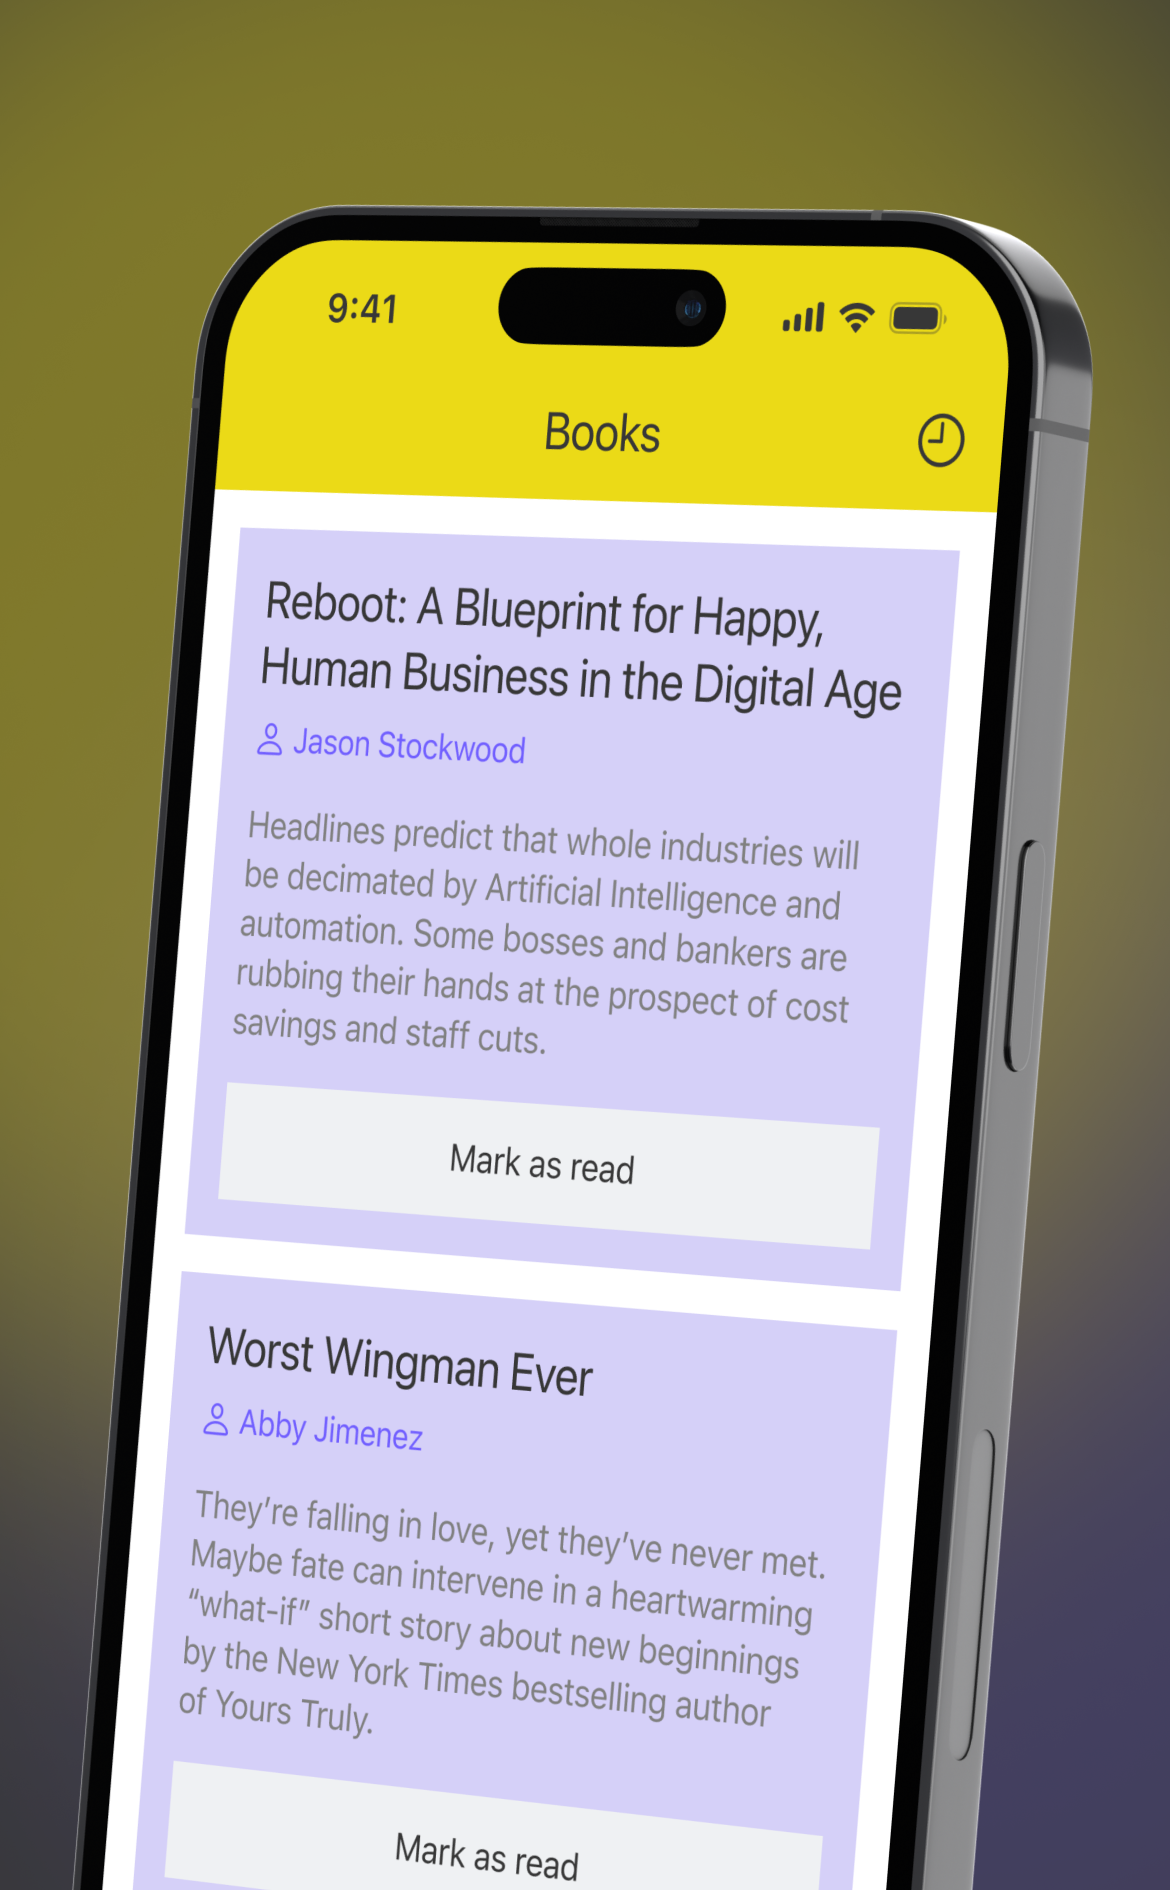 9:41
Books
Reboot: A Blueprint for Happy,
Human Business in the Digital Age
Jason Stockwood
Headlines predict that whole industries will
be decimated by Artificial Intelligence and
automation. Some bosses and bankers are
rubbing their hands at the prospect of cost
savings and staff cuts.
Mark as read
Worst Wingman Ever
Abby Jimenez
They’re falling in love, yet they’ve never met.
Maybe fate can intervene in a heartwarming
“what-if” short story about new beginnings
by the New York Times bestselling author
of Yours Truly.
Mark as read